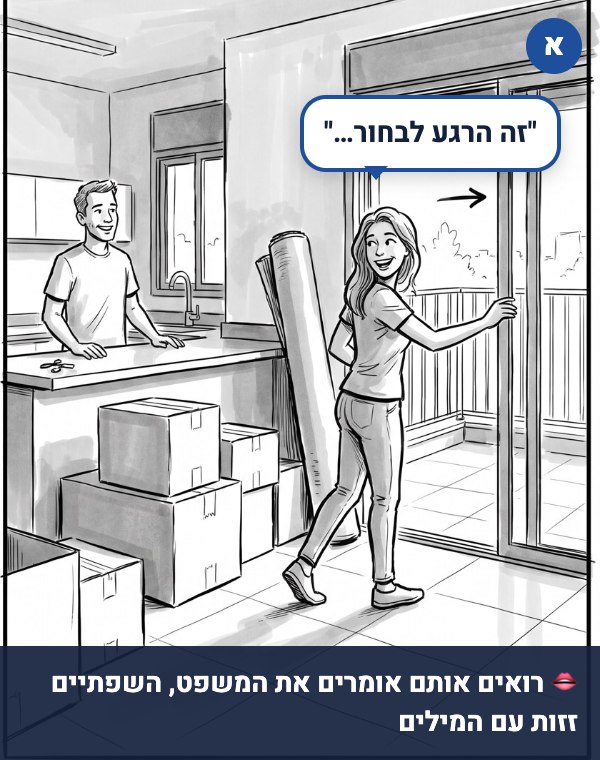 א
"זה הרגע לבחור..."
👄 רואים אותם אומרים את המשפט, השפתיים
זזות עם המילים